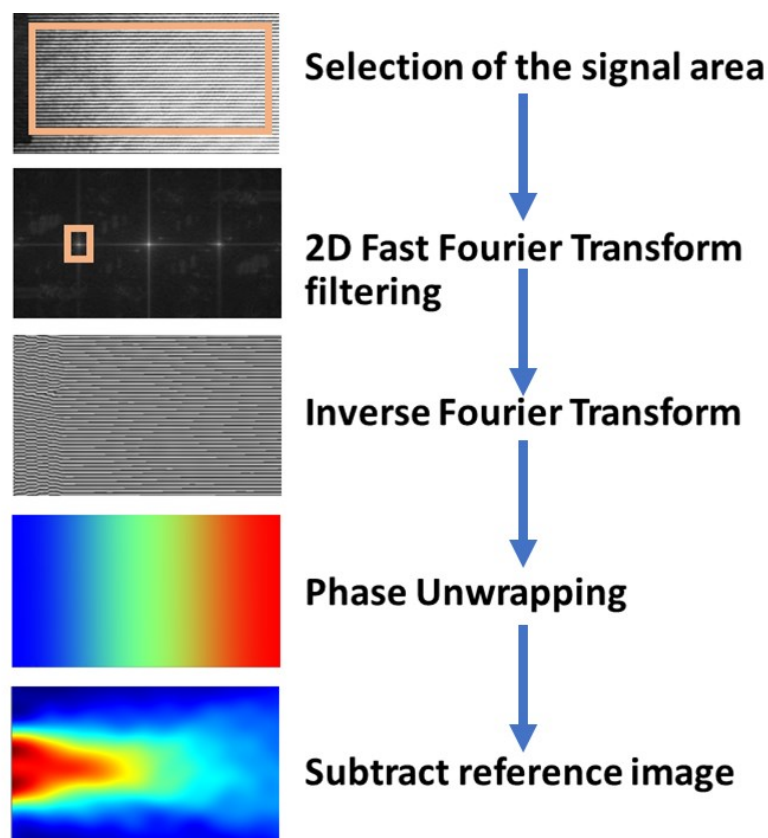 Selection of the signal area
2D Fast Fourier Transform
filtering
Inverse Fourier Transform
Phase Unwrapping
Subtract reference image